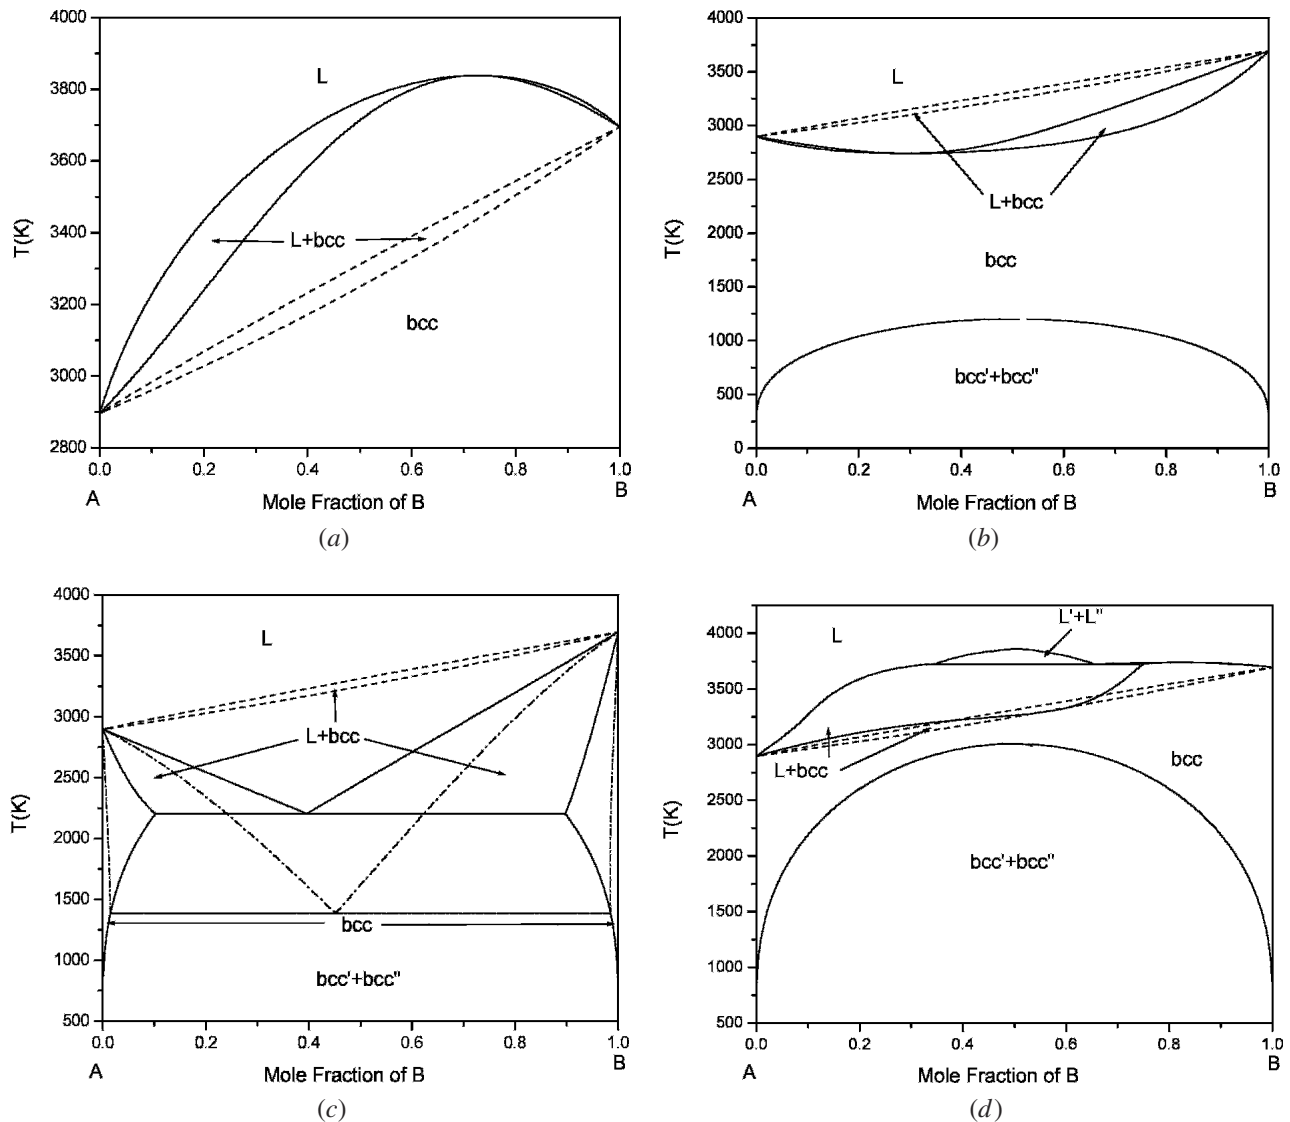 4000
3800
3600
3400
3200
3000
2800
T(K)
L
L+bcc
bcc
0.0 0.2 0.4 0.6 0.8 1.0
A B
Mole Fraction of B
(a)
4000
3500
3000
2500
2000
1500
1000
500
0
T(K)
L
L+bcc
bcc
bcc'+bcc"
0.0 0.2 0.4 0.6 0.8 1.0
A B
Mole Fraction of B
(b)
4000
3500
3000
2500
2000
1500
1000
500
T(K)
L
L+bcc
bcc
bcc'+bcc"
0.0 0.2 0.4 0.6 0.8 1.0
A B
Mole Fraction of B
(c)
4000
3500
3000
2500
2000
1500
1000
500
T(K)
L
L'+L"
L+bcc
bcc
bcc'+bcc"
0.0 0.2 0.4 0.6 0.8 1.0
A B
Mole Fraction of B
(d)